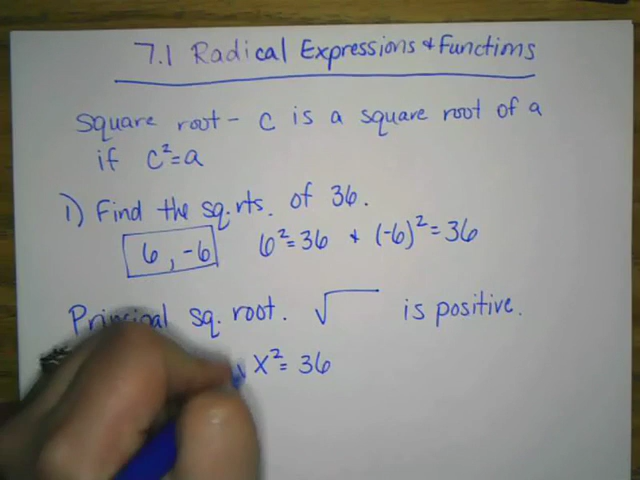 7.1 Radical Expressions & Functions
Square root - c is a square root of a
if c²=a
1) Find the sq.rts. of 36.
6, -6 6²=36 & (-6)²=36
Principal sq. root. √ is positive.
x²=36